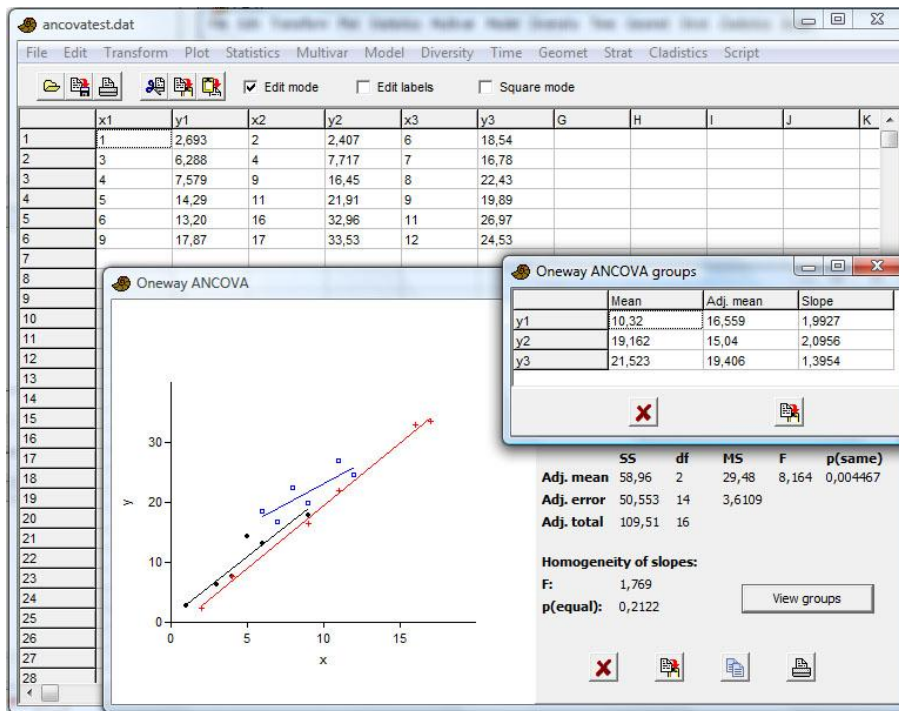 ancovatest.dat
File Edit Transform Plot Statistics Multivar Model Diversity Time Geomet Strat Cladistics Script
Edit mode Edit labels Square mode
x1 y1 x2 y2 x3 y3 G H I J K
1 1 2,693 2 2,407 6 18,54
2 3 6,288 4 7,717 7 16,78
3 4 7,579 9 16,45 8 22,43
4 5 14,29 11 21,91 9 19,89
5 6 13,20 16 32,96 11 26,97
6 9 17,87 17 33,53 12 24,53
7
8
9
10
11
12
13
14
15
16
17
18
19
20
21
22
23
24
25
26
27
28
Oneway ANCOVA
30
20
10
0
y
0 5 10 15
x
Oneway ANCOVA groups
Mean Adj. mean Slope
y1 10,32 16,559 1,9927
y2 19,162 15,04 2,0956
y3 21,523 19,406 1,3954
SS df MS F p(same)
Adj. mean 58,96 2 29,48 8,164 0,004467
Adj. error 50,553 14 3,6109
Adj. total 109,51 16
Homogeneity of slopes:
F: 1,769
p(equal): 0,2122
View groups